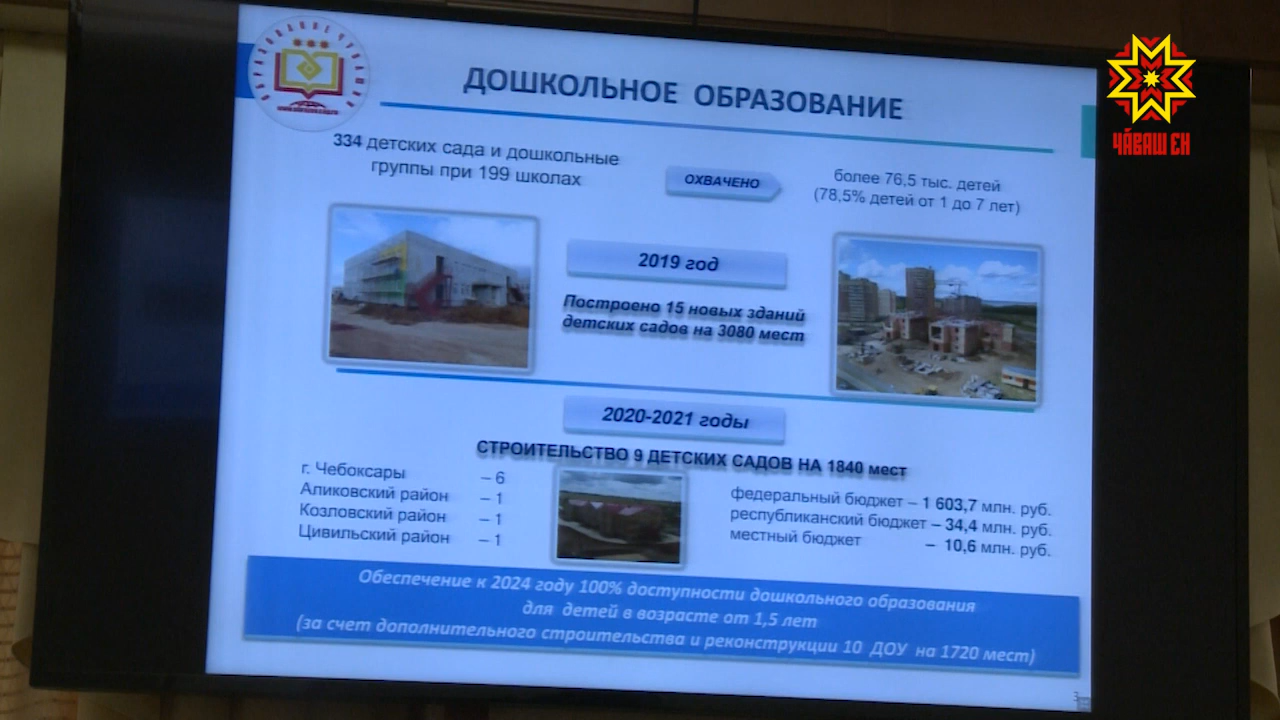 ДОШКОЛЬНОЕ ОБРАЗОВАНИЕ
ЧӐВАШ ЕН
334 детских сада и дошкольные
группы при 199 школах
ОХВАЧЕНО
более 76,5 тыс. детей
(78,5% детей от 1 до 7 лет)
2019 год
Построено 15 новых зданий
детских садов на 3080 мест
2020-2021 годы
СТРОИТЕЛЬСТВО 9 ДЕТСКИХ САДОВ НА 1840 мест
г. Чебоксары – 6
Аликовский район – 1
Козловский район – 1
Цивильский район – 1
федеральный бюджет – 1 603,7 млн. руб.
республиканский бюджет – 34,4 млн. руб.
местный бюджет – 10,6 млн. руб.
Обеспечение к 2024 году 100% доступности дошкольного образования
для детей в возрасте от 1,5 лет
(за счет дополнительного строительства и реконструкции 10 ДОУ на 1720 мест)
3